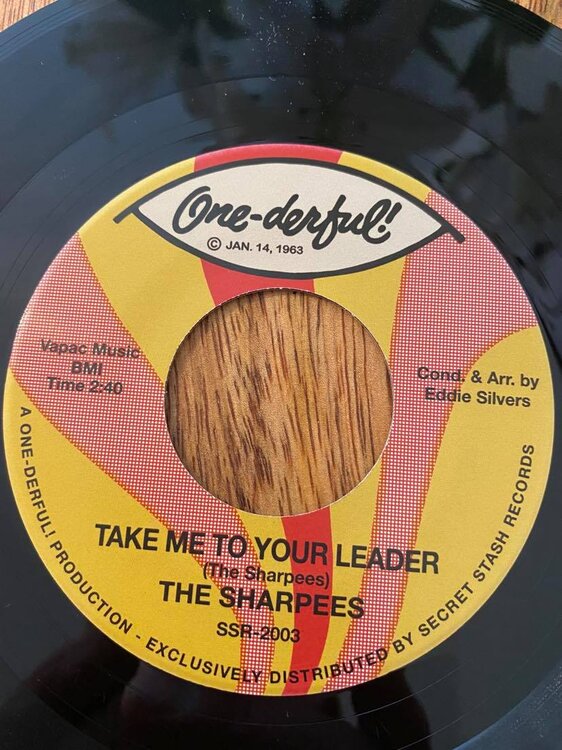 One-derful!
© JAN. 14, 1963
Vapac Music
BMI
Time 2:40
Cond. & Arr. by
Eddie Silvers
TAKE ME TO YOUR LEADER
(The Sharpees)
THE SHARPEES
SSR-2003
A ONE-DERFUL! PRODUCTION - EXCLUSIVELY DISTRIBUTED BY SECRET STASH RECORDS